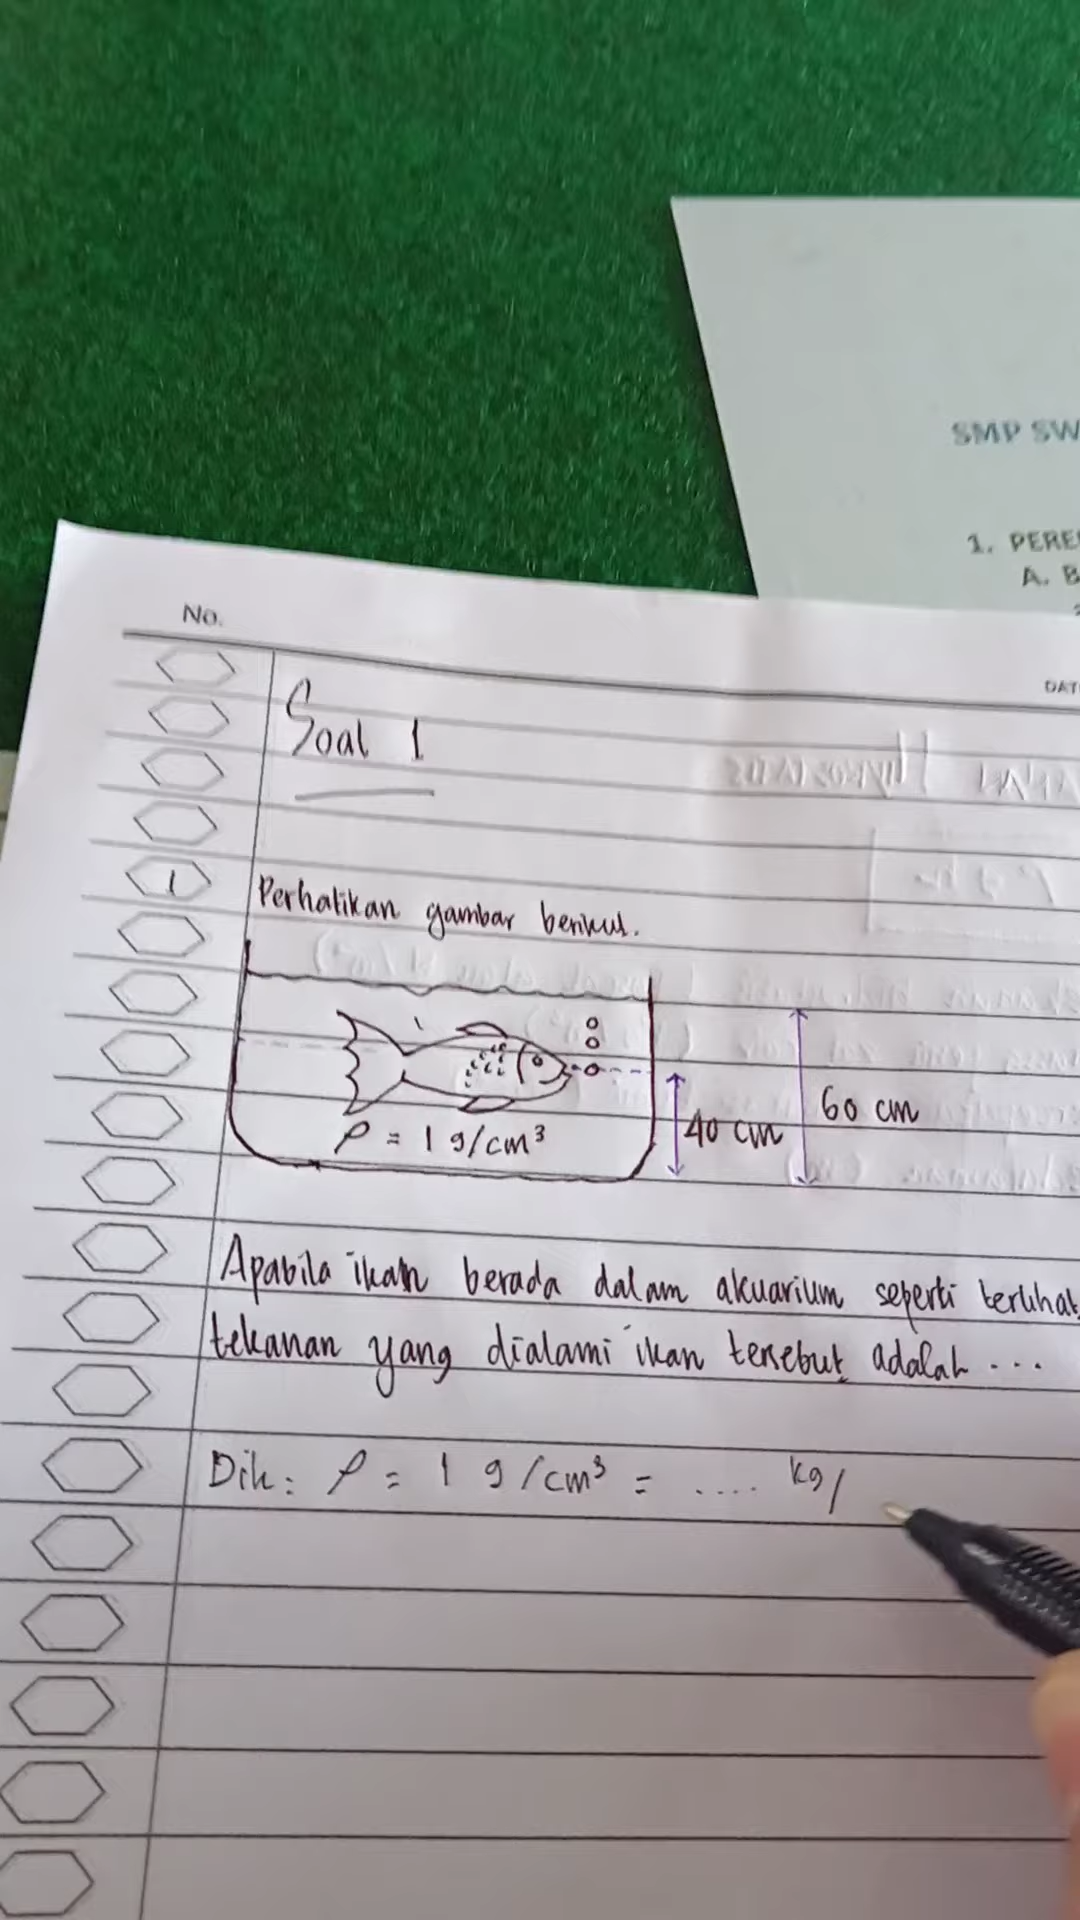 SMP SW
1. PERE
A. B
No.
DAT
Soal 1
1
Perhatikan gambar berikut.
ρ = 1 g/cm³
40 cm
60 cm
Apabila ikan berada dalam akuarium seperti terlihat,
tekanan yang dialami ikan tersebut adalah ...
Dik: ρ = 1 g/cm³ = .... kg/